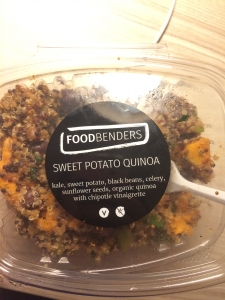 FOODBENDERS
SWEET POTATO QUINOA
kale, sweet potato, black beans, celery,
sunflower seeds, organic quinoa
with chipotle vinaigrette
V